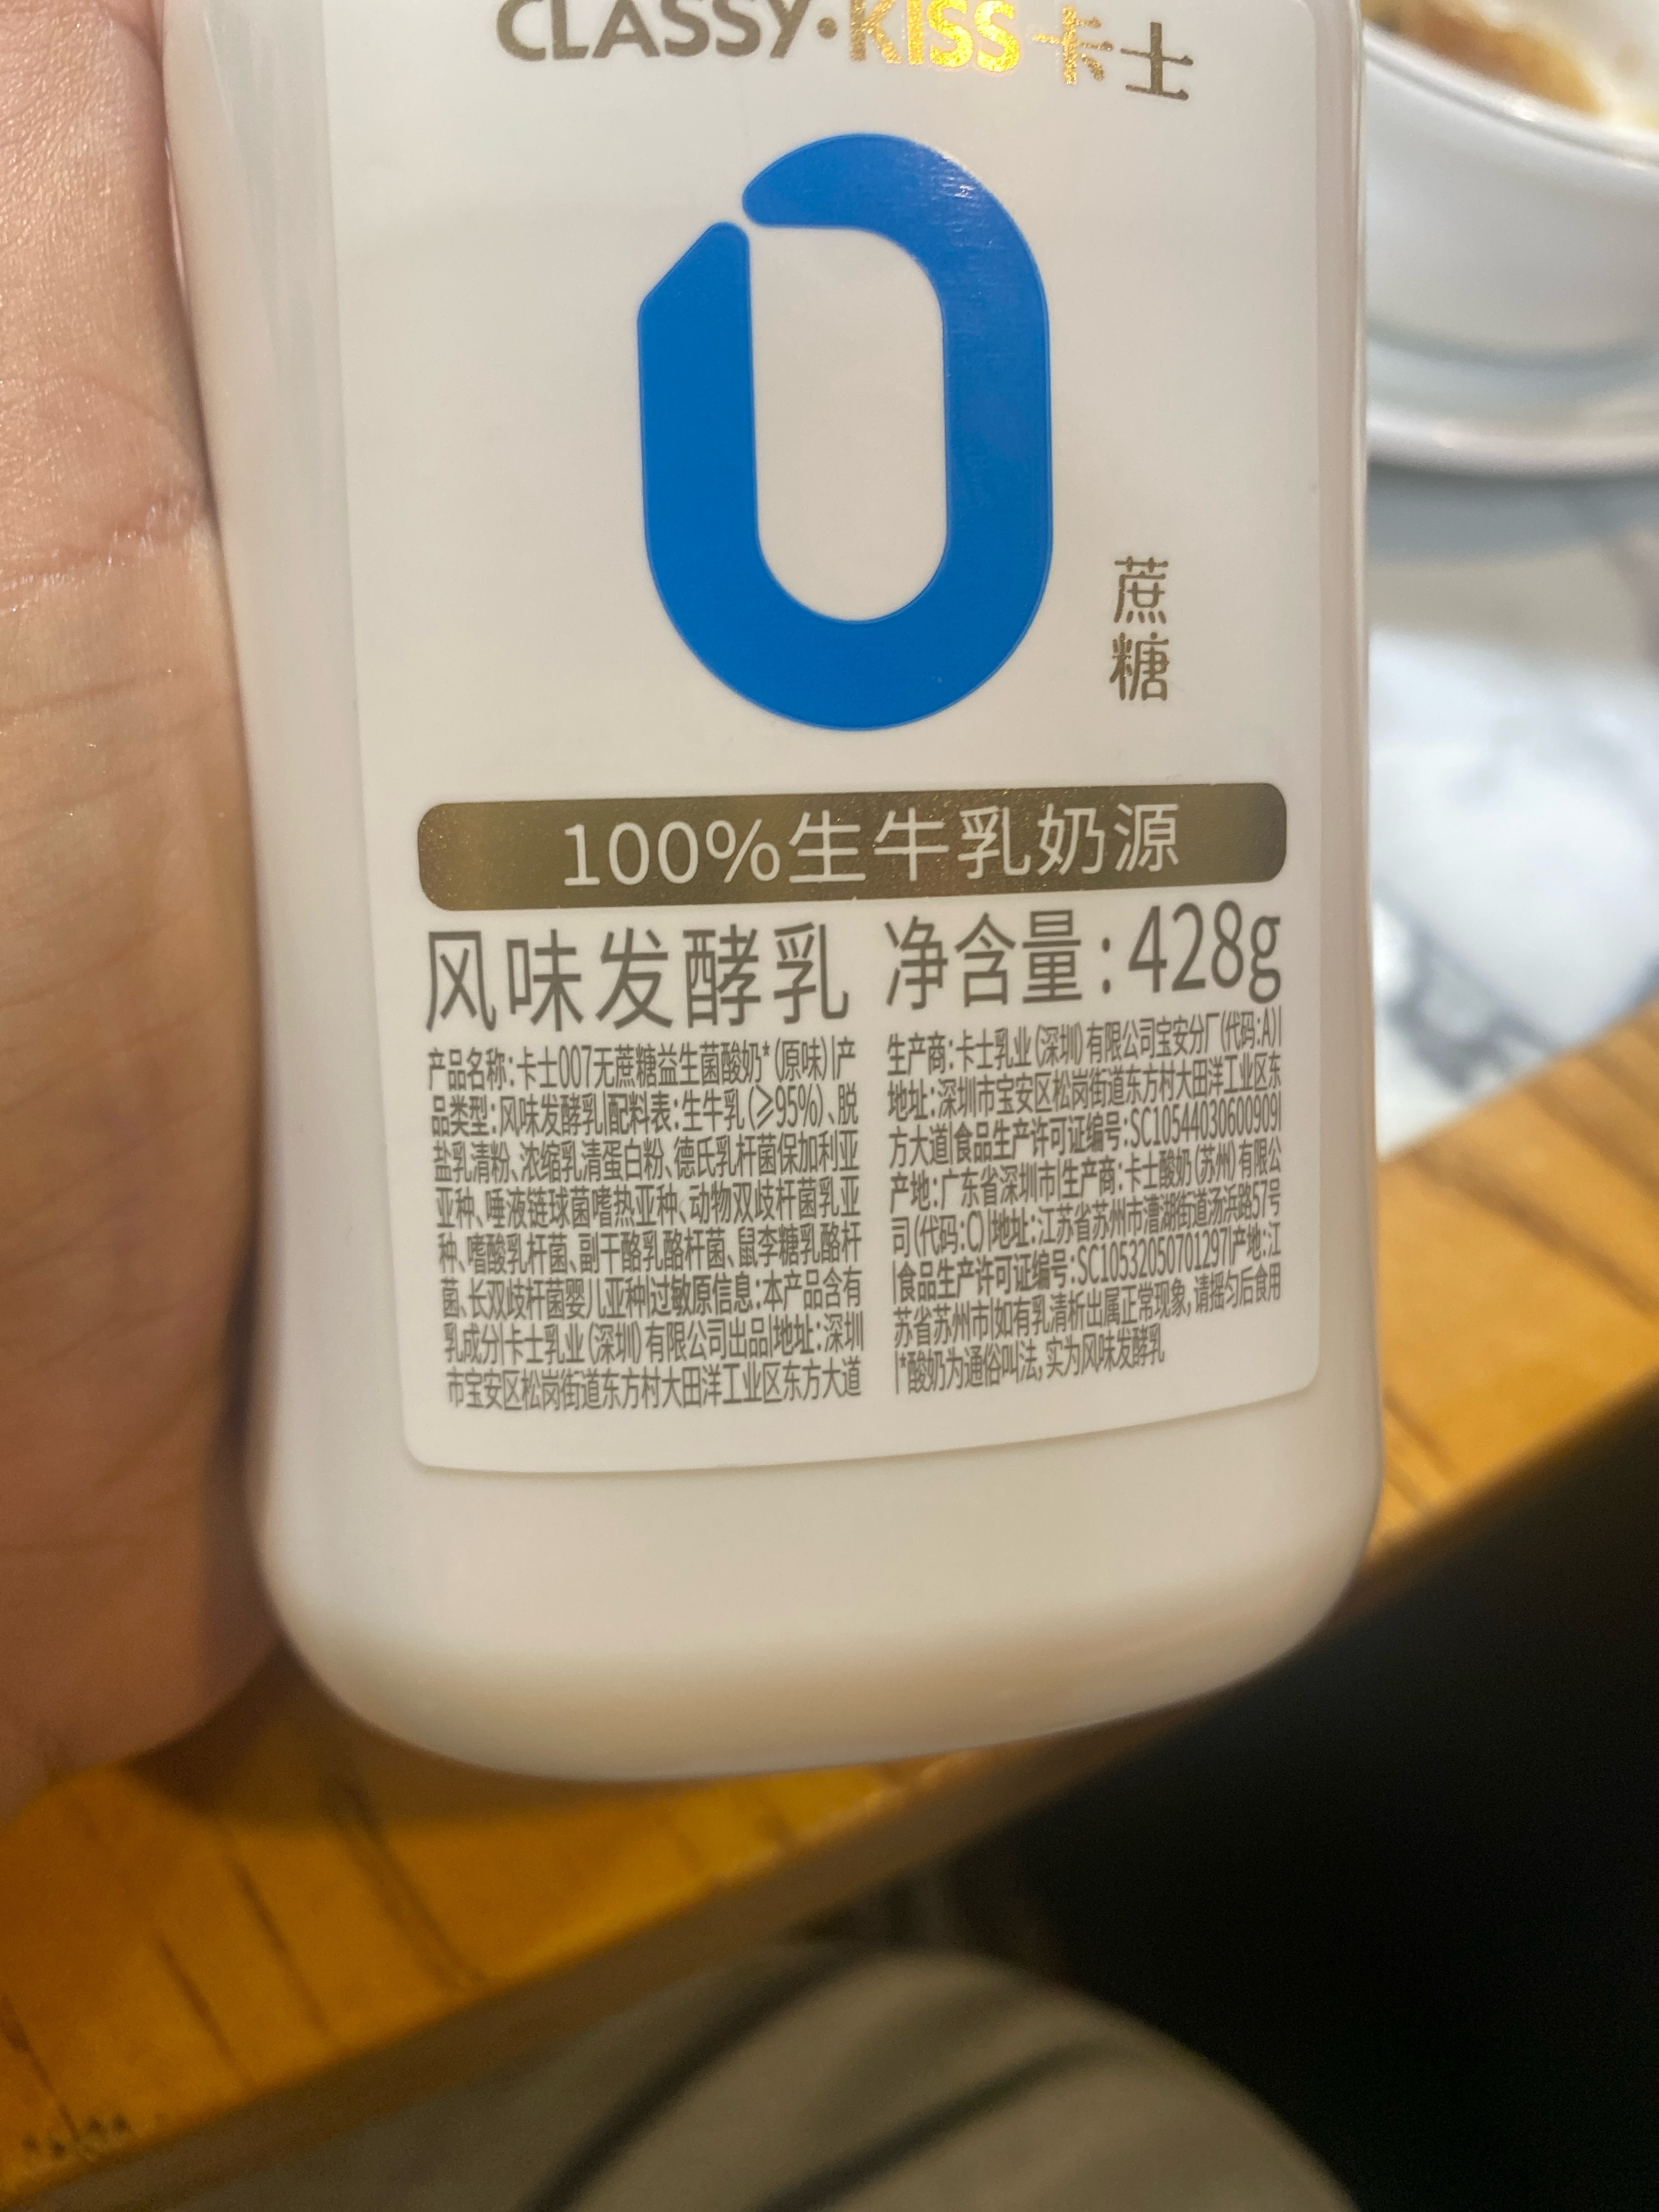 CLASSY·KISS卡士
0
蔗糖
100%生牛乳奶源
风味发酵乳 净含量:428g
产品名称:卡士007无蔗糖益生菌酸奶*(原味)|产
品类型:风味发酵乳|配料表:生牛乳(≥95%)、脱
盐乳清粉、浓缩乳清蛋白粉、德氏乳杆菌保加利亚
亚种、唾液链球菌嗜热亚种、动物双歧杆菌乳亚
种、嗜酸乳杆菌、副干酪乳酪杆菌、鼠李糖乳酪杆
菌、长双歧杆菌婴儿亚种|过敏原信息:本产品含有
乳成分|卡士乳业(深圳)有限公司出品|地址:深圳
市宝安区松岗街道东方村大田洋工业区东方大道
生产商:卡士乳业(深圳)有限公司宝安分厂(代码:A)|
地址:深圳市宝安区松岗街道东方村大田洋工业区东
方大道|食品生产许可证编号:SC10544030600909|
产地:广东省深圳市|生产商:卡士酸奶(苏州)有限公
司(代码:C)|地址:江苏省苏州市漕湖街道汤浜路57号
|食品生产许可证编号:SC10532050701297|产地:江
苏省苏州市|如有乳清析出属正常现象,请摇匀后食用
|*酸奶为通俗叫法,实为风味发酵乳